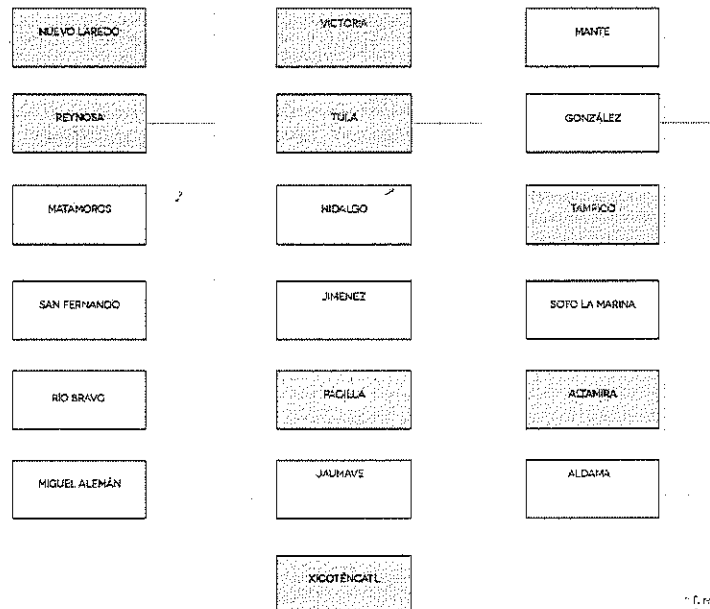 NUEVO LAREDO
VICTORIA
MANTE
REYNOSA
TULA
GONZÁLEZ
MATAMOROS
HIDALGO
TAMPICO
SAN FERNANDO
JIMENEZ
SOTO LA MARINA
RÍO BRAVO
PADILLA
ALTAMIRA
MIGUEL ALEMÁN
JAUMAVE
ALDAMA
XICOTÉNCATL